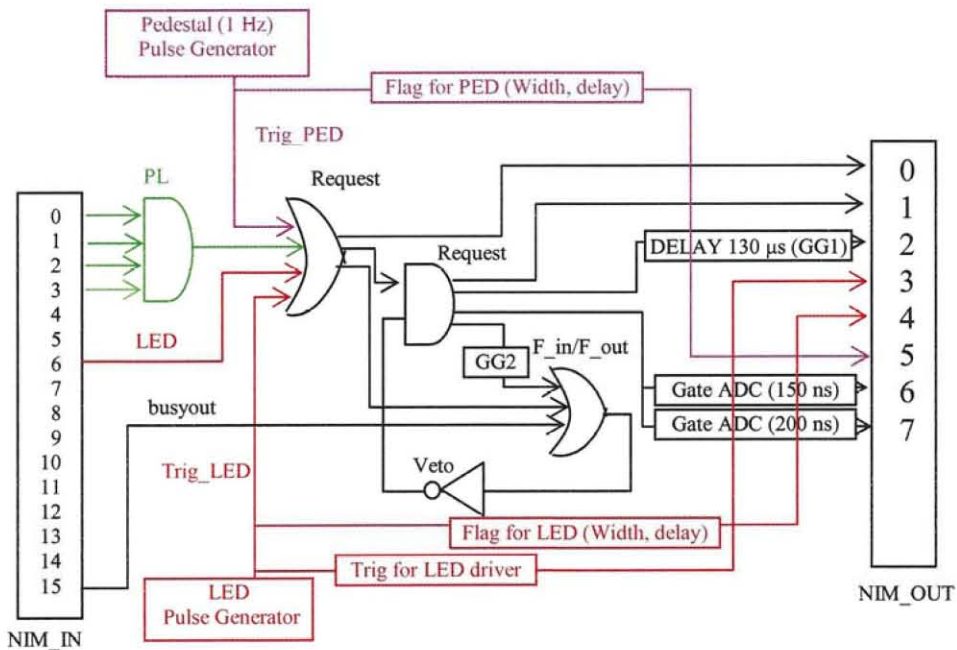 Pedestal (1 Hz)
Pulse Generator
Flag for PED (Width, delay)
Trig_PED
PL
Request
0
1
2
3
4
5
6
7
8
9
10
11
12
13
14
15
NIM_IN
LED
busyout
Trig_LED
Request
GG2
F_in/F_out
Veto
DELAY 130 µs (GG1)
Gate ADC (150 ns)
Gate ADC (200 ns)
Flag for LED (Width, delay)
Trig for LED driver
LED
Pulse Generator
0
1
2
3
4
5
6
7
NIM_OUT